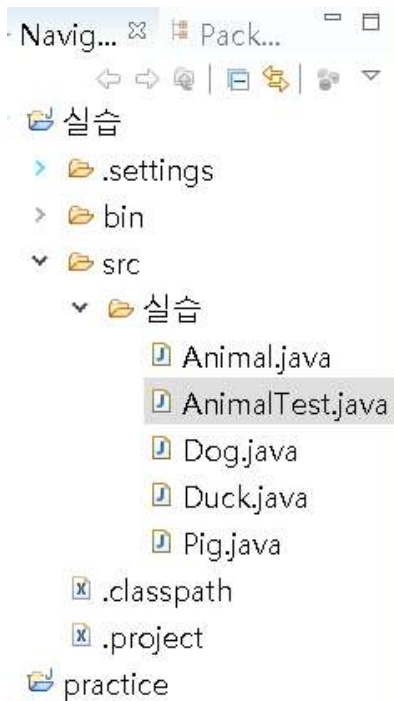 Navig... Pack...
실습
.settings
bin
src
실습
Animal.java
AnimalTest.java
Dog.java
Duck.java
Pig.java
.classpath
.project
practice